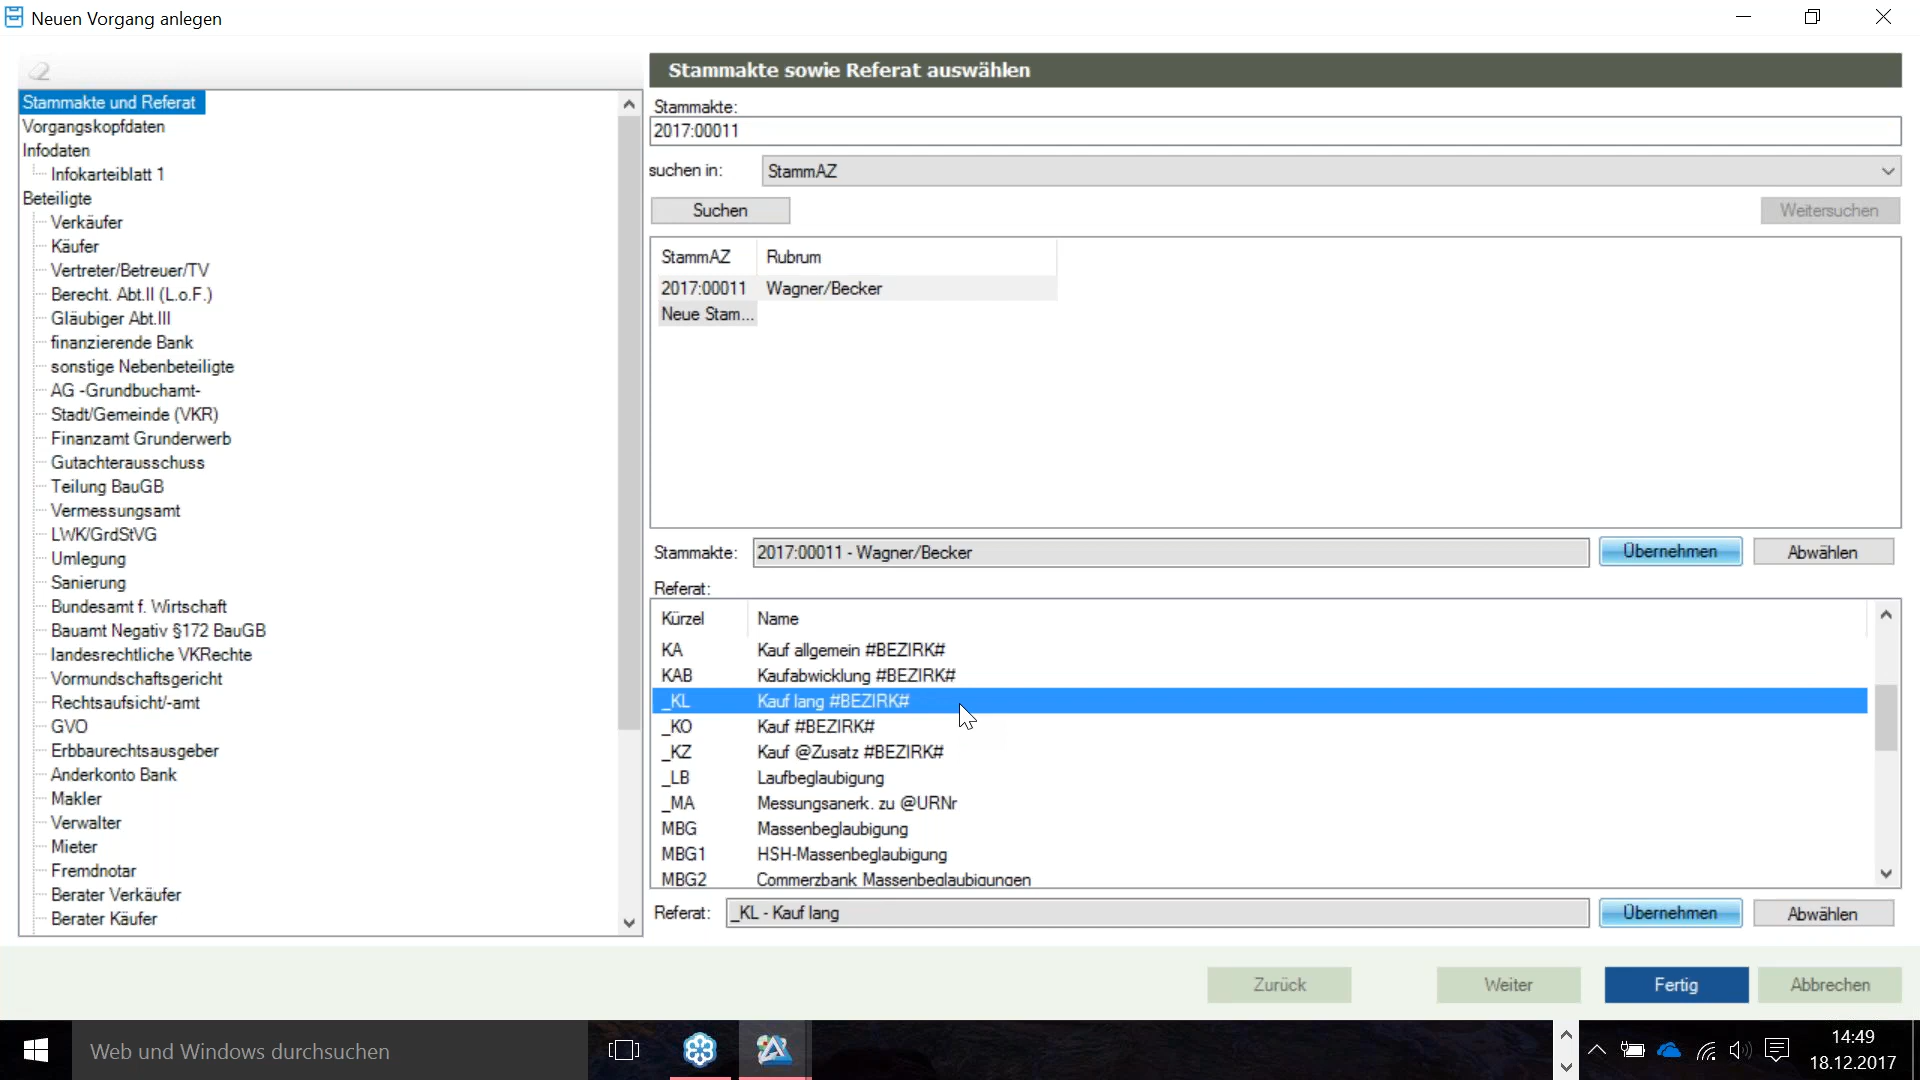 Neuen Vorgang anlegen
Stammakte und Referat
Vorgangskopfdaten
Infodaten
Infokarteiblatt 1
Beteiligte
Verkäufer
Käufer
Vertreter/Betreuer/TV
Berecht. Abt.II (L.o.F.)
Gläubiger Abt.III
finanzierende Bank
sonstige Nebenbeteiligte
AG -Grundbuchamt-
Stadt/Gemeinde (VKR)
Finanzamt Grunderwerb
Gutachterausschuss
Teilung BauGB
Vermessungsamt
LWK/GrdStVG
Umlegung
Sanierung
Bundesamt f. Wirtschaft
Bauamt Negativ §172 BauGB
landesrechtliche VKRechte
Vormundschaftsgericht
Rechtsaufsicht/-amt
GVO
Erbbaurechtsausgeber
Anderkonto Bank
Makler
Verwalter
Mieter
Fremdnotar
Berater Verkäufer
Berater Käufer
Stammakte sowie Referat auswählen
Stammakte:
2017:00011
suchen in: StammAZ
Suchen Weitersuchen
StammAZ Rubrum
2017:00011 Wagner/Becker
Neue Stam...
Stammakte: 2017:00011 - Wagner/Becker Übernehmen Abwählen
Referat:
Kürzel Name
KA Kauf allgemein #BEZIRK#
KAB Kaufabwicklung #BEZIRK#
_KL Kauf lang #BEZIRK#
_KO Kauf #BEZIRK#
_KZ Kauf @Zusatz #BEZIRK#
_LB Laufbeglaubigung
_MA Messungsanerk. zu @URNr
MBG Massenbeglaubigung
MBG1 HSH-Massenbeglaubigung
MBG2 Commerzbank Massenbeglaubigungen
Referat: _KL - Kauf lang Übernehmen Abwählen
Zurück Weiter Fertig Abbrechen
Web und Windows durchsuchen
14:49
18.12.2017